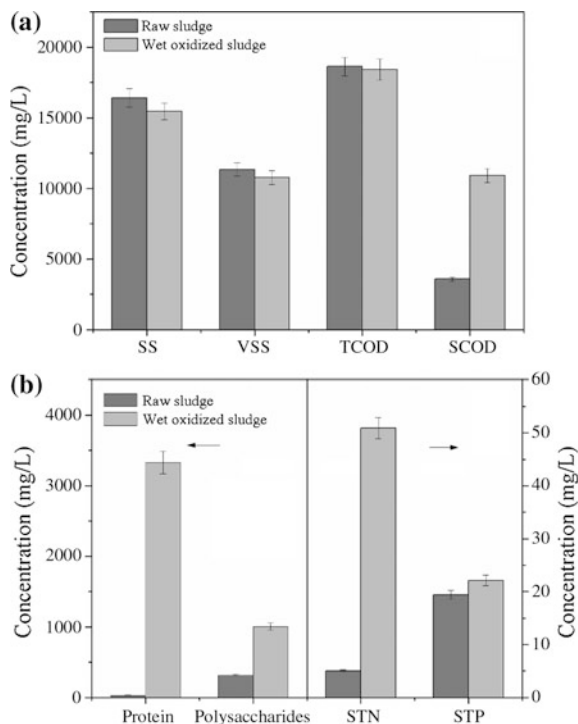 (a)
Raw sludge
Wet oxidized sludge
Concentration (mg/L)
20000
15000
10000
5000
0
SS VSS TCOD SCOD
(b)
Raw sludge
Wet oxidized sludge
Concentration (mg/L)
4000
3000
2000
1000
0
60
50
40
30
20
10
0
Concentration (mg/L)
Protein Polysaccharides STN STP